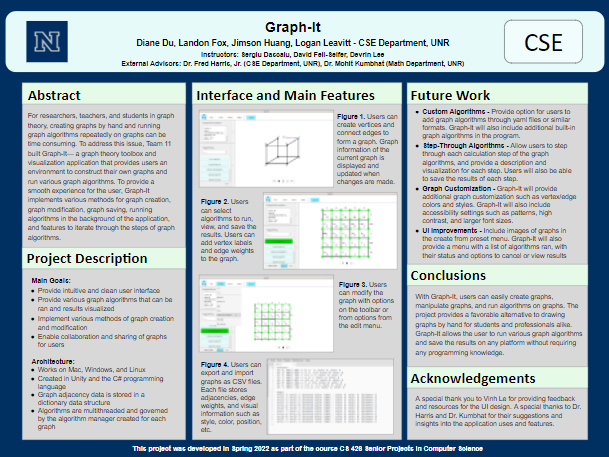 Graph-It
Diane Du, Landon Fox, Jimson Huang, Logan Leavitt - CSE Department, UNR
Instructors: Sergiu Dascalu, David Feil-Seifer, Devrin Lee
External Advisors: Dr. Fred Harris, Jr. (CSE Department, UNR), Dr. Mohit Kumbhat (Math Department, UNR)
N
CSE
Abstract
For researchers, teachers, and students in graph
theory, creating graphs by hand and running
graph algorithms repeatedly on graphs can be
time consuming. To address this issue, Team 11
built Graph-It— a graph theory toolbox and
visualization application that provides users an
environment to construct their own graphs and
run various graph algorithms. To provide a
smooth experience for the user, Graph-It
implements various methods for graph creation,
graph modification, graph saving, running
algorithms in the background of the application,
and features to iterate through the steps of graph
algorithms.
Project Description
Main Goals:
• Provide intuitive and clean user interface
• Provide various graph algorithms that can be
ran and results visualized
• Implement various methods of graph creation
and modification
• Enable collaboration and sharing of graphs
for users
Architecture:
• Works on Mac, Windows, and Linux
• Created in Unity and the C# programming
language
• Graph adjacency data is stored in a
dictionary data structure
• Algorithms are multithreaded and governed
by the algorithm manager created for each
graph
Interface and Main Features
Figure 1. Users can
create vertices and
connect edges to
form a graph. Graph
information of the
current graph is
displayed and
updated when
changes are made.
Figure 2. Users
can select
algorithms to run,
view, and save the
results. Users can
add vertex labels
and edge weights
to the graph.
Figure 3. Users
can modify the
graph with options
on the toolbar or
from options from
the edit menu.
Figure 4. Users can
export and import
graphs as CSV files.
Each file stores
adjacencies, edge
weights, and visual
information such as
style, color, position,
etc.
Future Work
• Custom Algorithms - Provide option for users to
add graph algorithms through yaml files or similar
formats. Graph-It will also include additional built-in
graph algorithms in the program.
• Step-Through Algorithms - Allow users to step
through each calculation step of the graph
algorithms, and provide a description and
visualization for each step. Users will also be able
to save the results of each step.
• Graph Customization - Graph-It will provide
additional graph customization such as vertex/edge
colors and styles. Graph-It will also include
accessibility settings such as patterns, high
contrast, and larger font sizes.
• UI Improvements - Include images of graphs in
the create from preset menu. Graph-It will also
provide a menu with a list of algorithms ran, with
their status and options to cancel or view results
Conclusions
With Graph-It, users can easily create graphs,
manipulate graphs, and run algorithms on graphs. The
project provides a favorable alternative to drawing
graphs by hand for students and professionals alike.
Graph-It allows the user to run various graph algorithms
and save the results on any platform without requiring
any programming knowledge.
Acknowledgements
A special thank you to Vinh Le for providing feedback
and resources for the UI design. A special thanks to Dr.
Harris and Dr. Kumbhat for their suggestions and
insights into the application uses and features.
This project was developed in Spring 2022 as part of the course CS 426 Senior Projects in Computer Science